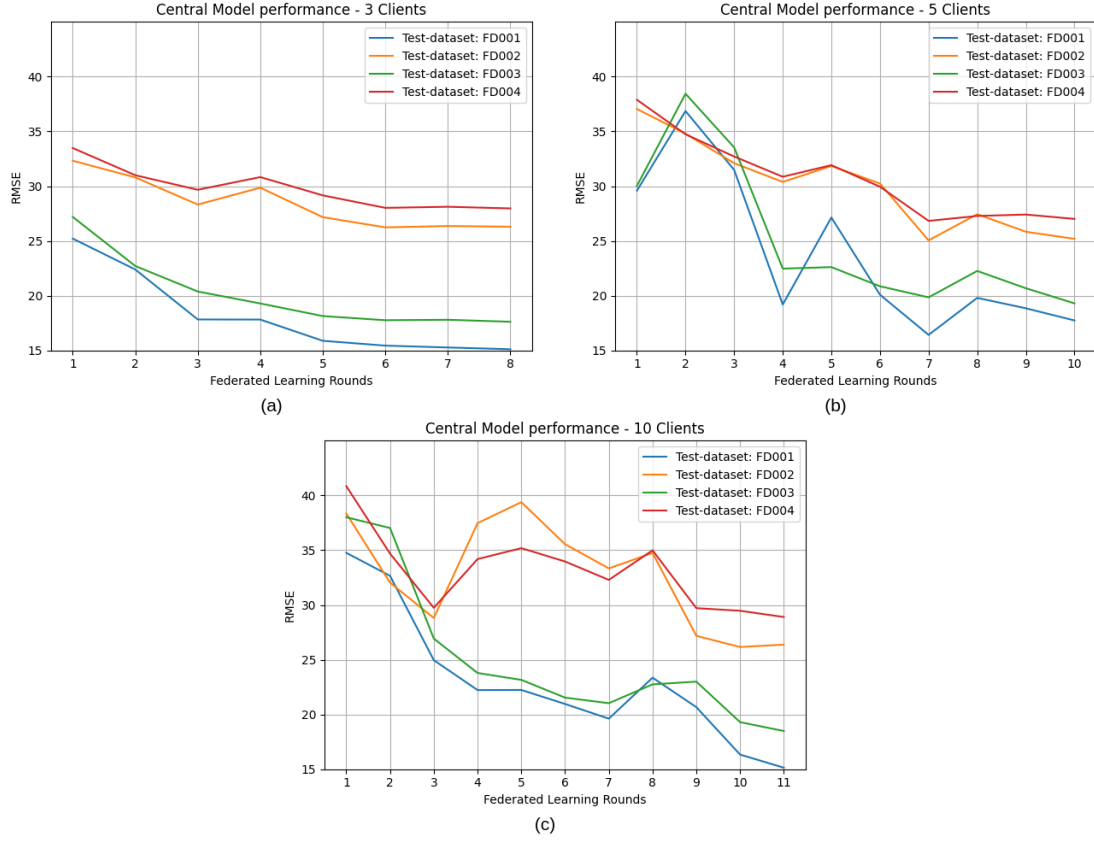 Central Model performance - 3 Clients
Test-dataset: FD001
Test-dataset: FD002
Test-dataset: FD003
Test-dataset: FD004
40
35
30
25
20
15
RMSE
1 2 3 4 5 6 7 8
Federated Learning Rounds
(a)
Central Model performance - 5 Clients
Test-dataset: FD001
Test-dataset: FD002
Test-dataset: FD003
Test-dataset: FD004
40
35
30
25
20
15
RMSE
1 2 3 4 5 6 7 8 9 10
Federated Learning Rounds
(b)
Central Model performance - 10 Clients
Test-dataset: FD001
Test-dataset: FD002
Test-dataset: FD003
Test-dataset: FD004
40
35
30
25
20
15
RMSE
1 2 3 4 5 6 7 8 9 10 11
Federated Learning Rounds
(c)